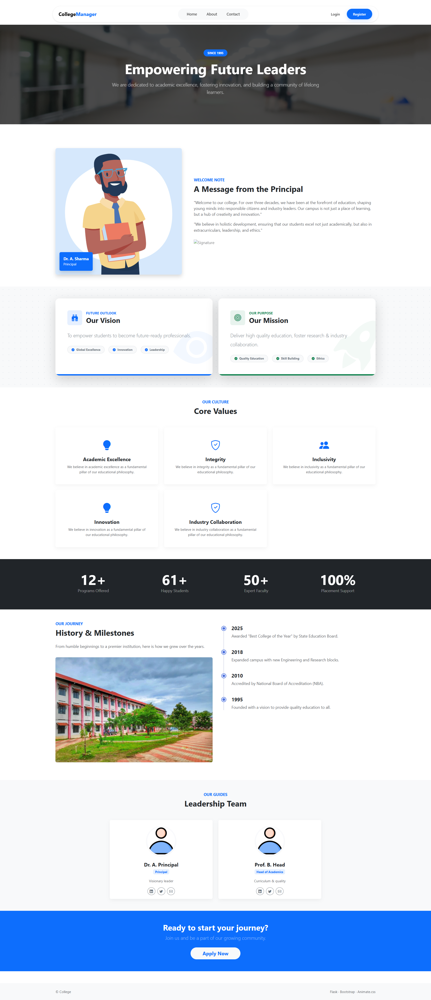 CollegeManager
Home
About
Contact
Login
Register
SINCE 1995
Empowering Future Leaders
We are dedicated to academic excellence, fostering innovation, and building a community of lifelong
learners.
Dr. A. Sharma
Principal
WELCOME NOTE
A Message from the Principal
"Welcome to our college. For over three decades, we have been at the forefront of education, shaping
young minds into responsible citizens and industry leaders. Our campus is not just a place of learning,
but a hub of creativity and innovation."
"We believe in holistic development, ensuring that our students excel not just academically, but also in
extracurriculars, leadership, and ethics."
Signature
FUTURE OUTLOOK
Our Vision
To empower students to become future-ready professionals.
Global Excellence
Innovation
Leadership
OUR PURPOSE
Our Mission
Deliver high quality education, foster research & industry
collaboration.
Quality Education
Skill Building
Ethics
OUR CULTURE
Core Values
Academic Excellence
We believe in academic excellence as a fundamental
pillar of our educational philosophy.
Integrity
We believe in integrity as a fundamental pillar of our
educational philosophy.
Inclusivity
We believe in inclusivity as a fundamental pillar of our
educational philosophy.
Innovation
We believe in innovation as a fundamental pillar of
our educational philosophy.
Industry Collaboration
We believe in industry collaboration as a fundamental
pillar of our educational philosophy.
12+
Programs Offered
61+
Happy Students
50+
Expert Faculty
100%
Placement Support
OUR JOURNEY
History & Milestones
From humble beginnings to a premier institution, here is how we grew over the years.
2025
Awarded "Best College of the Year" by State Education Board.
2018
Expanded campus with new Engineering and Research blocks.
2010
Accredited by National Board of Accreditation (NBA).
1995
Founded with a vision to provide quality education to all.
OUR GUIDES
Leadership Team
Dr. A. Principal
Principal
Visionary leader
Prof. B. Head
Head of Academics
Curriculum & quality
Ready to start your journey?
Join us and be a part of our growing community.
Apply Now
© College
Flask · Bootstrap · Animate.css